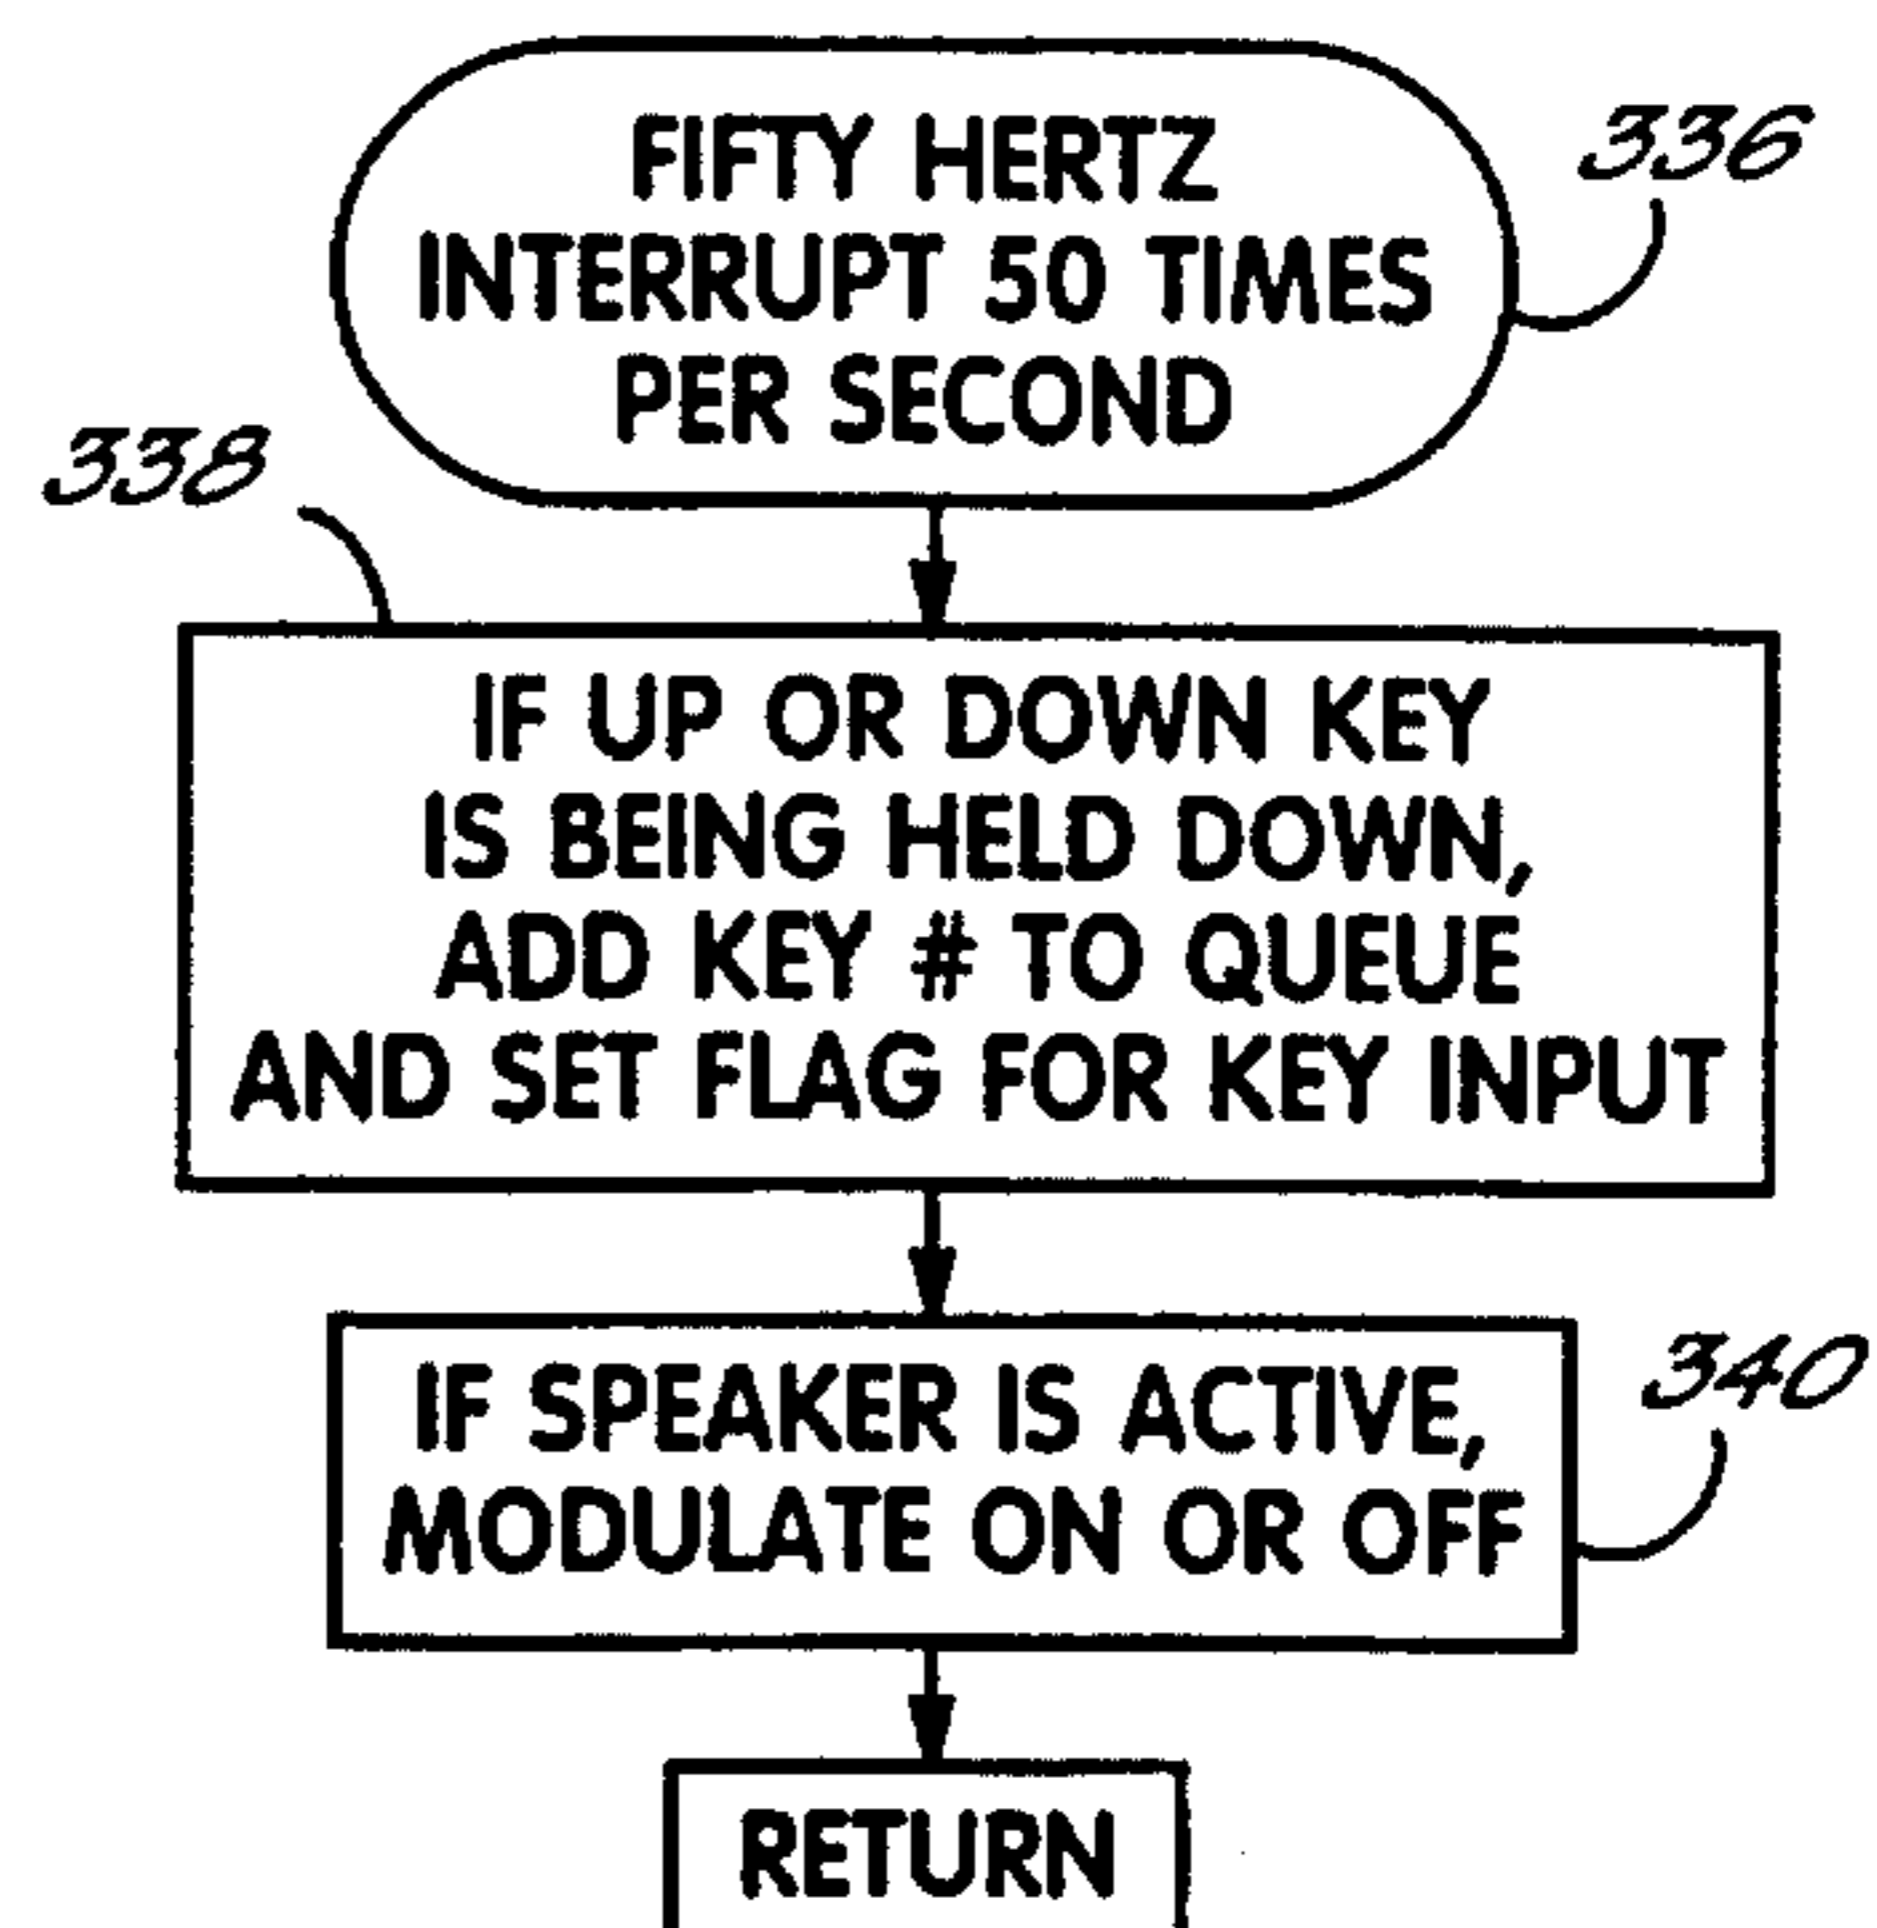 FIFTY HERTZ
INTERRUPT 50 TIMES
PER SECOND
336
338
IF UP OR DOWN KEY
IS BEING HELD DOWN,
ADD KEY # TO QUEUE
AND SET FLAG FOR KEY INPUT
IF SPEAKER IS ACTIVE,
MODULATE ON OR OFF
340
RETURN